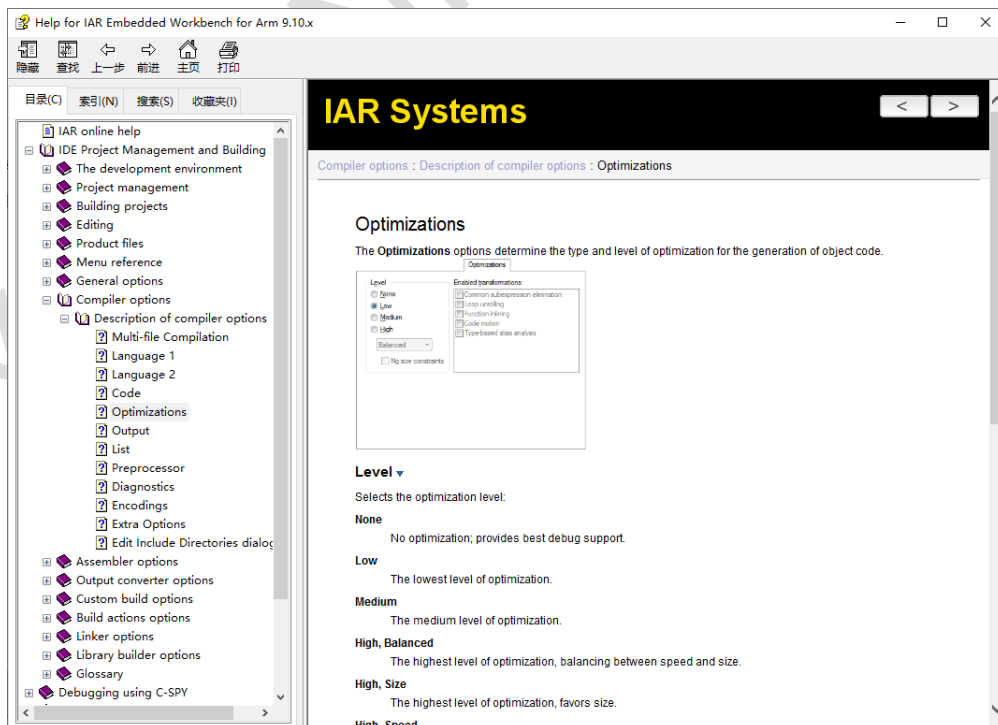 Help for IAR Embedded Workbench for Arm 9.10.x
隐藏 查找 上一步 前进 主页 打印
目录(C) 索引(N) 搜索(S) 收藏夹(I)
IAR online help
IDE Project Management and Building
The development environment
Project management
Building projects
Editing
Product files
Menu reference
General options
Compiler options
Description of compiler options
Multi-file Compilation
Language 1
Language 2
Code
Optimizations
Output
List
Preprocessor
Diagnostics
Encodings
Extra Options
Edit Include Directories dialog
Assembler options
Output converter options
Custom build options
Build actions options
Linker options
Library builder options
Glossary
Debugging using C-SPY
IAR Systems
< >
Compiler options : Description of compiler options : Optimizations
Optimizations
The Optimizations options determine the type and level of optimization for the generation of object code.
Optimizations
Level
None
Low
Medium
High
Balanced
No size constraints
Enabled transformations:
Common subexpression elimination
Loop unrolling
Function inlining
Code motion
Type-based alias analysis
Level
Selects the optimization level:
None
No optimization; provides best debug support.
Low
The lowest level of optimization.
Medium
The medium level of optimization.
High, Balanced
The highest level of optimization, balancing between speed and size.
High, Size
The highest level of optimization, favors size.
High, Speed